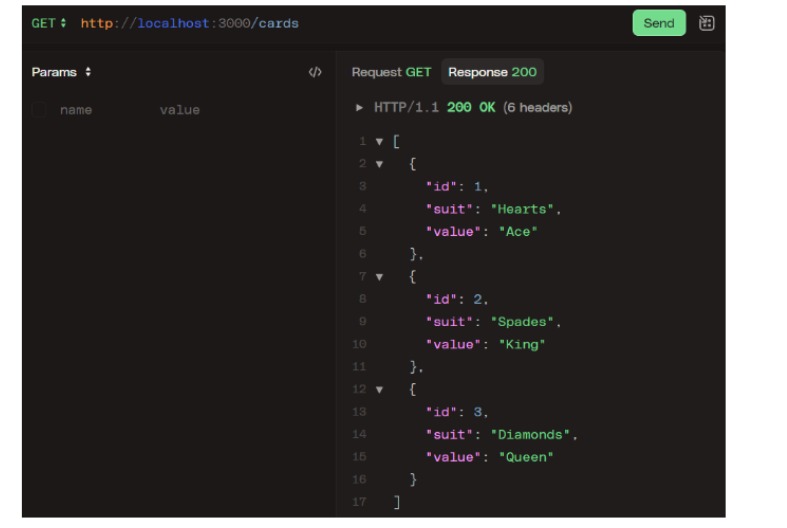 GET http://localhost:3000/cards Send
Params </>
name value
Request GET Response 200
HTTP/1.1 200 OK (6 headers)
1 [
2 {
3 "id": 1,
4 "suit": "Hearts",
5 "value": "Ace"
6 },
7 {
8 "id": 2,
9 "suit": "Spades",
10 "value": "King"
11 },
12 {
13 "id": 3,
14 "suit": "Diamonds",
15 "value": "Queen"
16 }
17 ]